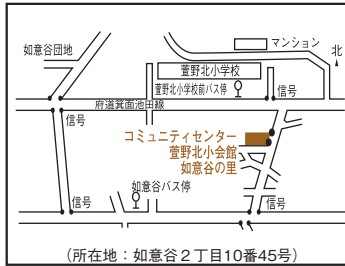 如意谷団地
マンション
北
萱野北小学校
萱野北小学校前バス停
信号
府道箕面池田線
信号
コミュニティセンター
萱野北小会館
如意谷の里
如意谷バス停
信号
信号
(所在地:如意谷2丁目10番45号)